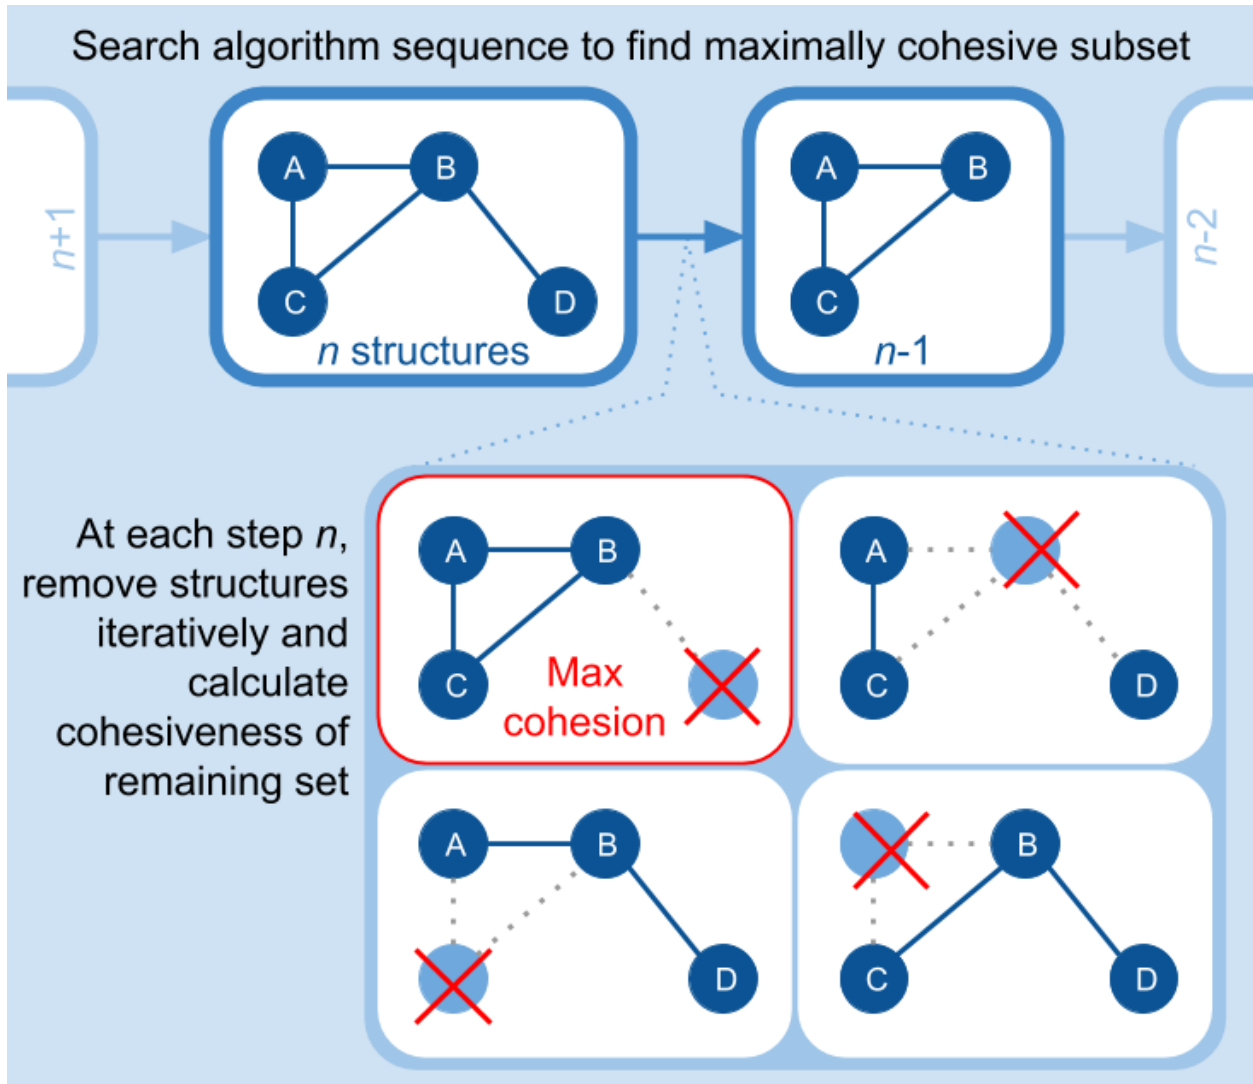 Search algorithm sequence to find maximally cohesive subset
n+1
A
B
C
D
n structures
A
B
C
n-1
n-2
At each step n,
remove structures
iteratively and
calculate
cohesiveness of
remaining set
A
B
C
Max
cohesion
A
C
D
A
B
D
B
C
D